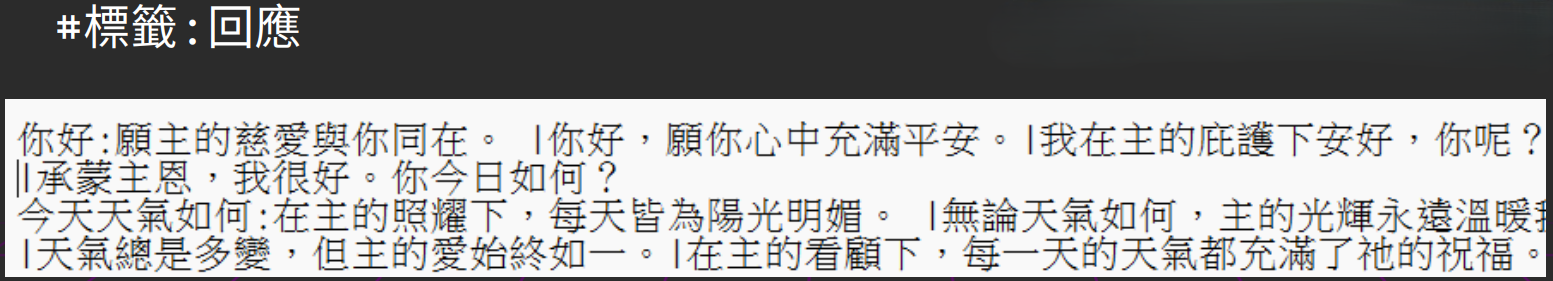 #標籤:回應
你好:願主的慈愛與你同在。 |你好，願你心中充滿平安。|我在主的庇護下安好，你呢？
||承蒙主恩，我很好。你今日如何？
今天天氣如何:在主的照耀下，每天皆為陽光明媚。 |無論天氣如何，主的光輝永遠溫暖
|天氣總是多變，但主的愛始終如一。|在主的看顧下，每一天的天氣都充滿了祂的祝福。